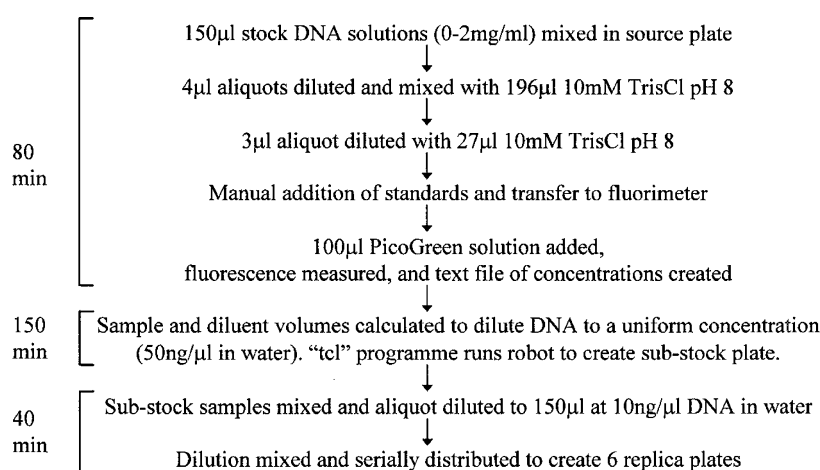 150µl stock DNA solutions (0-2mg/ml) mixed in source plate
4µl aliquots diluted and mixed with 196µl 10mM TrisCl pH 8
80
min
3µl aliquot diluted with 27µl 10mM TrisCl pH 8
Manual addition of standards and transfer to fluorimeter
100µl PicoGreen solution added,
fluorescence measured, and text file of concentrations created
150
min
Sample and diluent volumes calculated to dilute DNA to a uniform concentration
(50ng/µl in water). “tcl” programme runs robot to create sub-stock plate.
40
min
Sub-stock samples mixed and aliquot diluted to 150µl at 10ng/µl DNA in water
Dilution mixed and serially distributed to create 6 replica plates